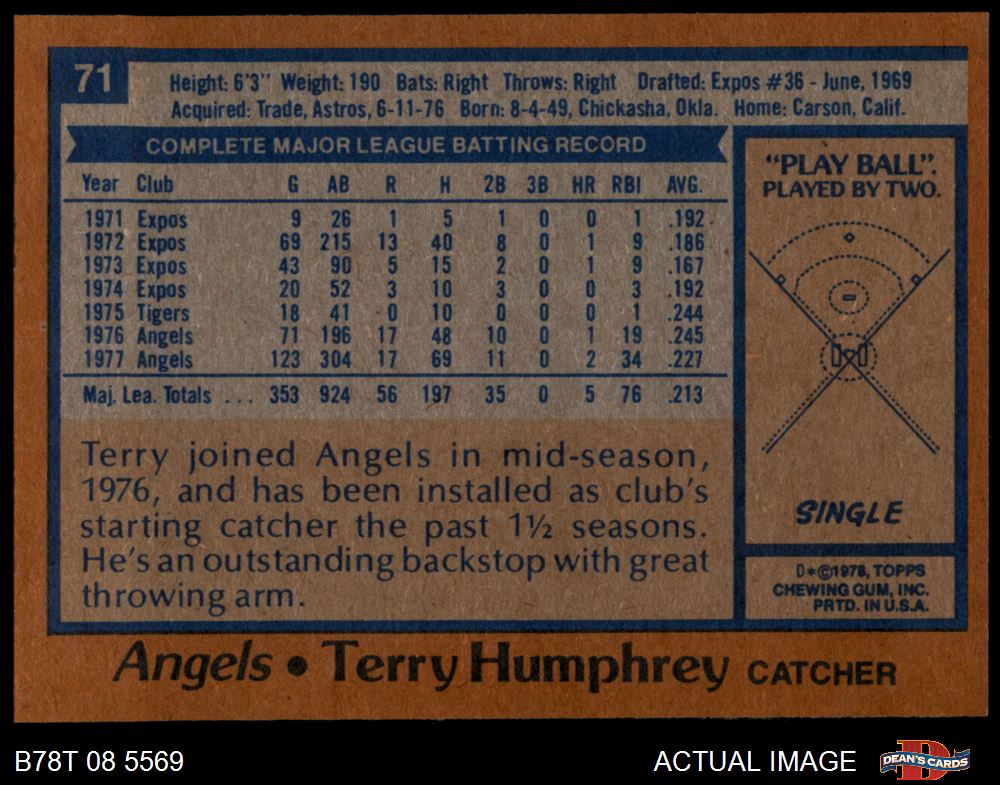 71
Height: 6'3" Weight: 190 Bats: Right Throws: Right Drafted: Expos #36 - June, 1969
Acquired: Trade, Astros, 6-11-76 Born: 8-4-49, Chickasha, Okla. Home: Carson, Calif.
COMPLETE MAJOR LEAGUE BATTING RECORD
Year Club G AB R H 2B 3B HR RBI AVG.
1971 Expos 9 26 1 5 1 0 0 1 .192
1972 Expos 69 215 13 40 8 0 1 9 .186
1973 Expos 43 90 5 15 2 0 1 9 .167
1974 Expos 20 52 3 10 3 0 0 3 .192
1975 Tigers 18 41 0 10 0 0 0 1 .244
1976 Angels 71 196 17 48 10 0 1 19 .245
1977 Angels 123 304 17 69 11 0 2 34 .227
Maj. Lea. Totals . . . 353 924 56 197 35 0 5 76 .213
Terry joined Angels in mid-season,
1976, and has been installed as club's
starting catcher the past 1½ seasons.
He's an outstanding backstop with great
throwing arm.
"PLAY BALL".
PLAYED BY TWO.
SINGLE
D*©1978, TOPPS
CHEWING GUM, INC.
PRTD. IN U.S.A.
Angels • Terry Humphrey CATCHER
B78T 08 5569
ACTUAL IMAGE
D
DEAN'S CARDS